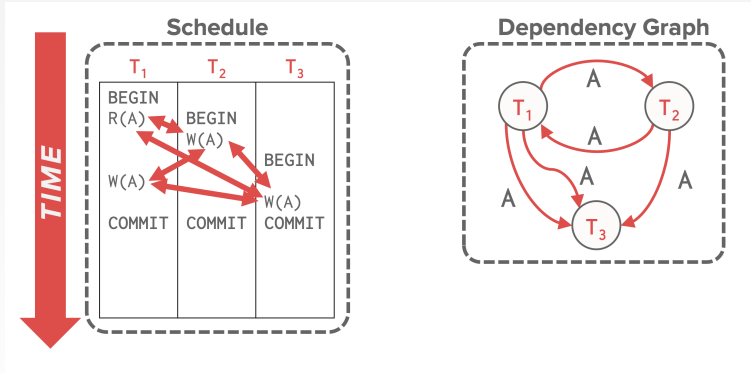 Schedule
Dependency Graph
TIME
T1 T2 T3
BEGIN
R(A)
BEGIN
W(A)
BEGIN
W(A)
W(A)
COMMIT COMMIT COMMIT
A
T1 T2
A
A
A
A
T3